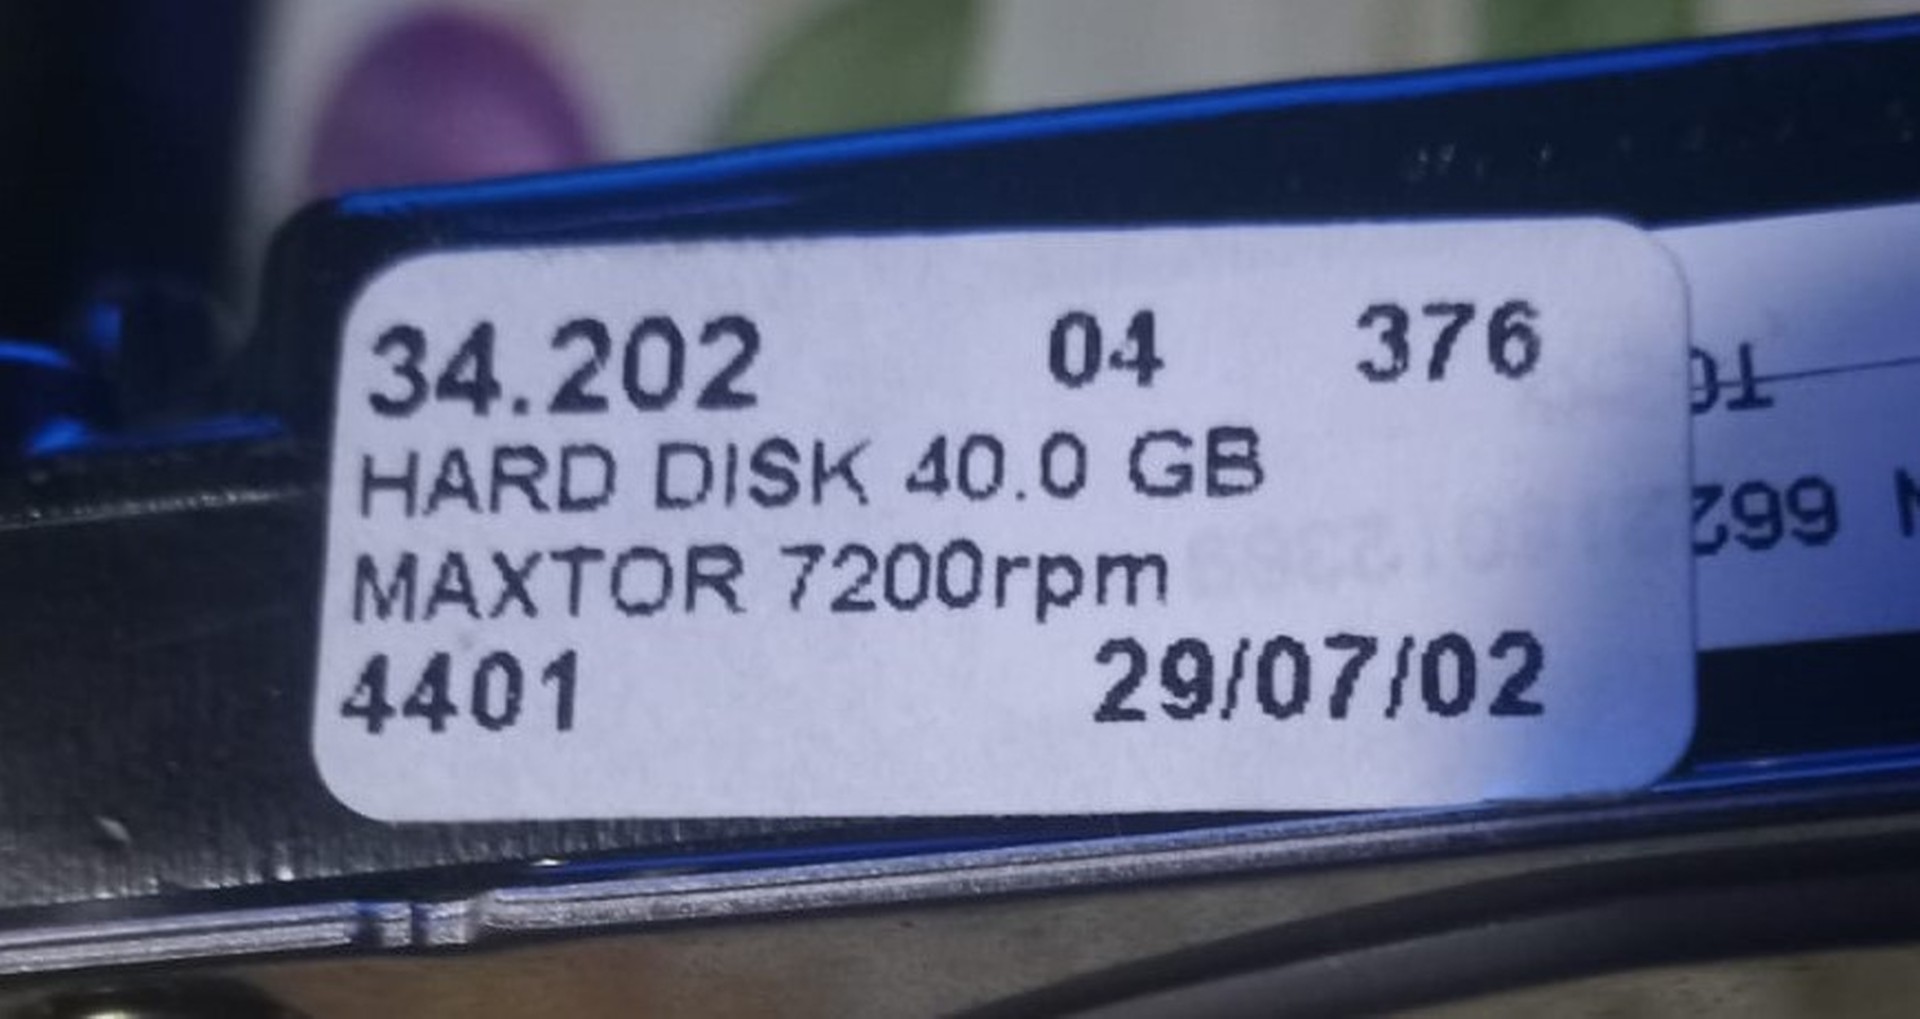 34.202 04 376
HARD DISK 40.0 GB
MAXTOR 7200rpm
4401 29/07/02